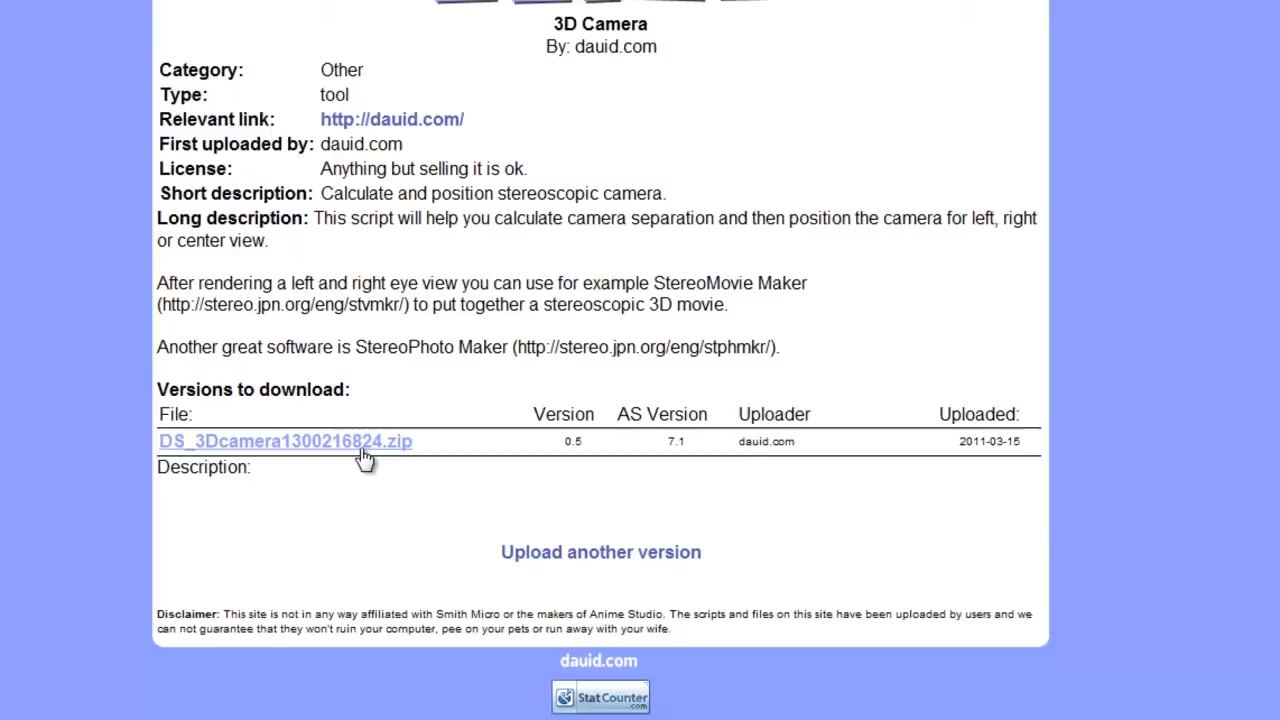 3D Camera
By: dauid.com
Category: Other
Type: tool
Relevant link: http://dauid.com/
First uploaded by: dauid.com
License: Anything but selling it is ok.
Short description: Calculate and position stereoscopic camera.
Long description: This script will help you calculate camera separation and then position the camera for left, right
or center view.
After rendering a left and right eye view you can use for example StereoMovie Maker
(http://stereo.jpn.org/eng/stvmkr/) to put together a stereoscopic 3D movie.
Another great software is StereoPhoto Maker (http://stereo.jpn.org/eng/stphmkr/).
Versions to download:
File: Version AS Version Uploader Uploaded:
DS_3Dcamera1300216824.zip 0.5 7.1 dauid.com 2011-03-15
Description:
Upload another version
Disclaimer: This site is not in any way affiliated with Smith Micro or the makers of Anime Studio. The scripts and files on this site have been uploaded by users and we
can not guarantee that they won't ruin your computer, pee on your pets or run away with your wife.
dauid.com
StatCounter
.com